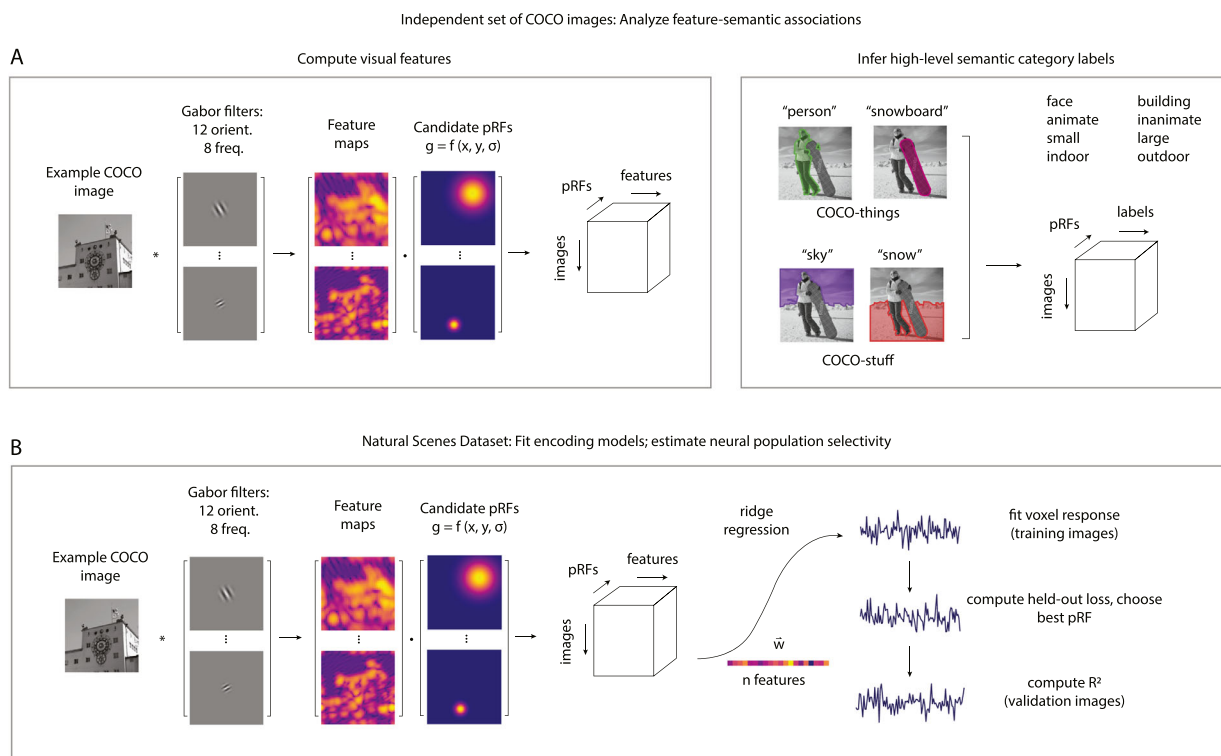 Independent set of COCO images: Analyze feature-semantic associations
A
Compute visual features
Gabor filters:
12 orient.
8 freq.
Feature
maps
Candidate pRFs
g = f (x, y, σ)
Example COCO
image
*
...
...
.
...
pRFs
features
images
Infer high-level semantic category labels
“person”
“snowboard”
COCO-things
“sky”
“snow”
COCO-stuff
face
animate
small
indoor
building
inanimate
large
outdoor
pRFs
labels
images
B
Natural Scenes Dataset: Fit encoding models; estimate neural population selectivity
Gabor filters:
12 orient.
8 freq.
Feature
maps
Candidate pRFs
g = f (x, y, σ)
Example COCO
image
*
...
...
.
...
pRFs
features
images
ridge
regression
w⃗
n features
fit voxel response
(training images)
compute held-out loss, choose
best pRF
compute R²
(validation images)